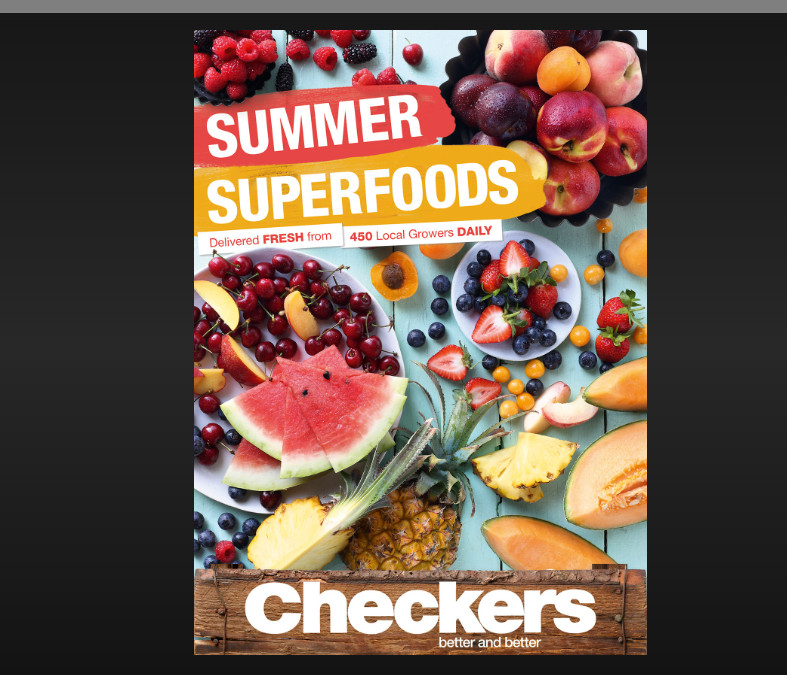 SUMMER
SUPERFOODS
Delivered FRESH from 450 Local Growers DAILY
Checkers
better and better